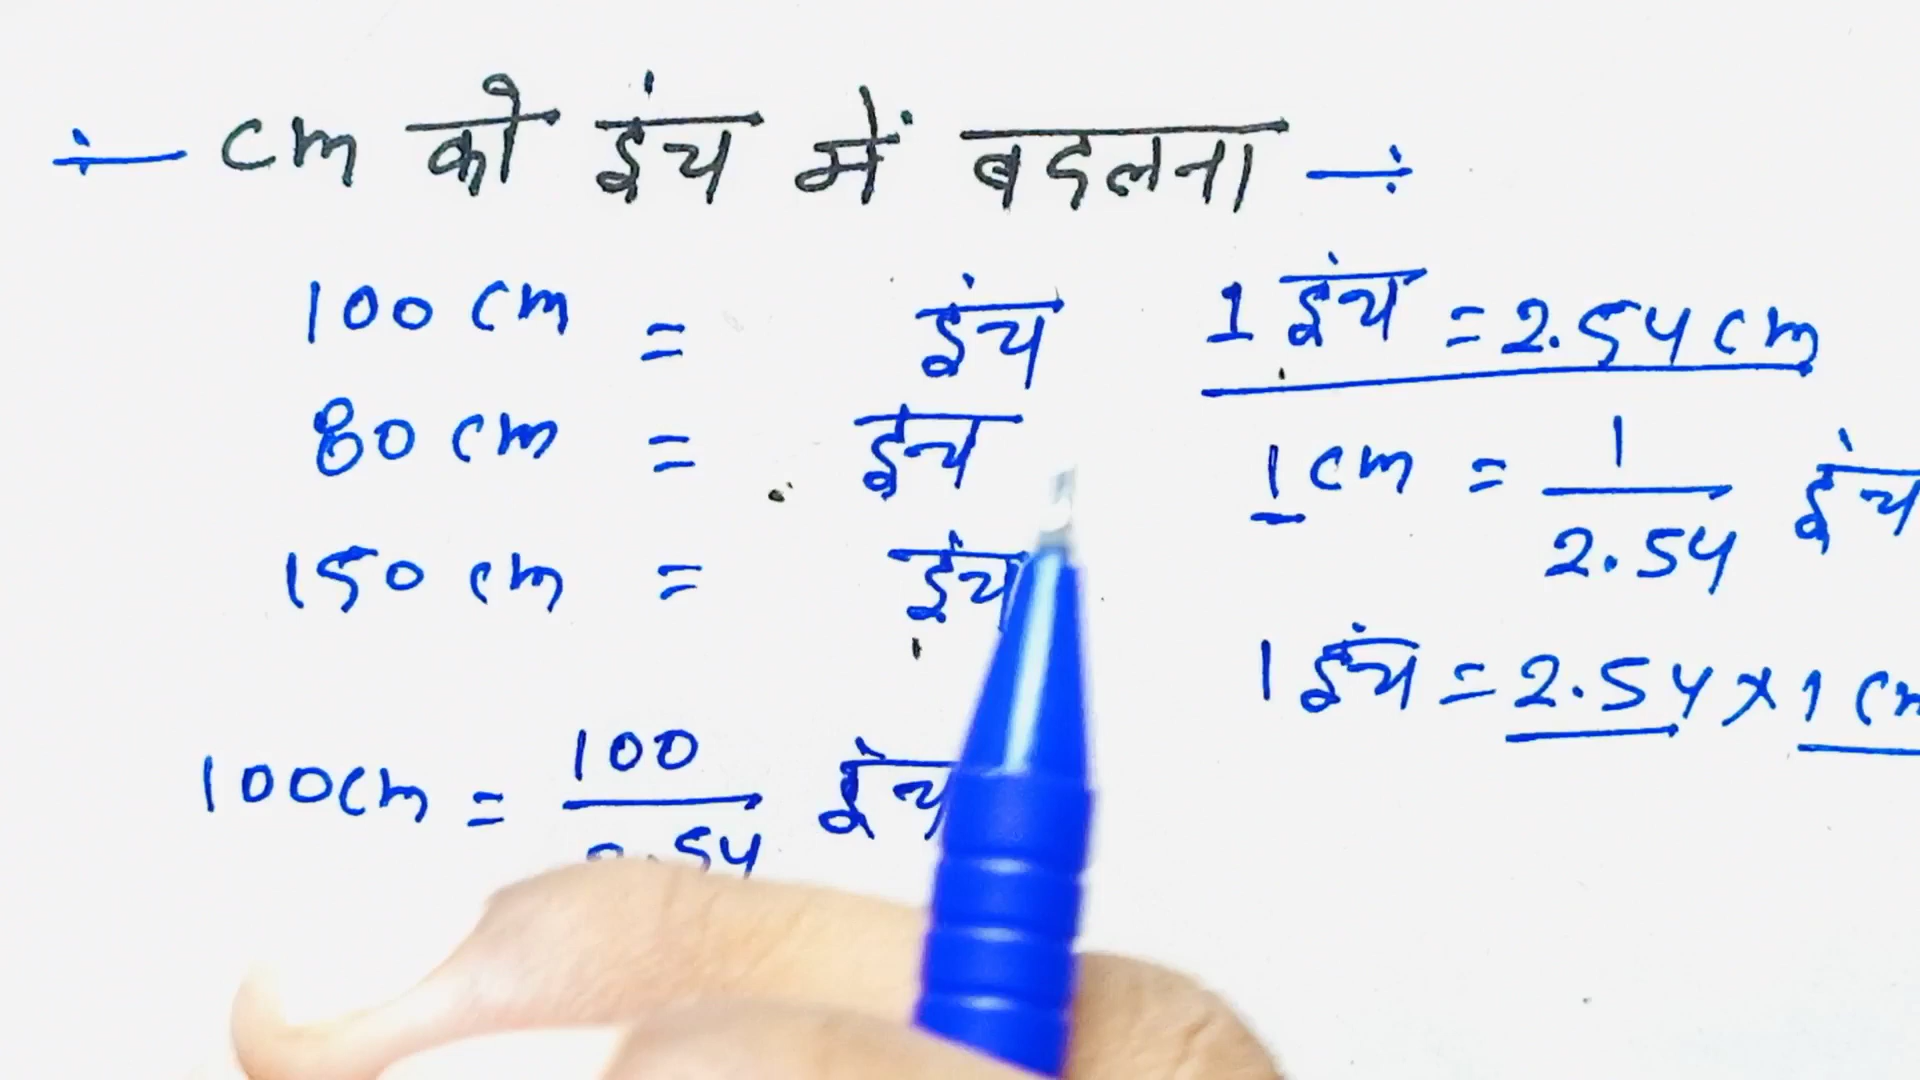 ÷ cm को इंच में बदलना ÷
100 cm = इंच
80 cm = इंच
150 cm = इंच
100cm = 100/2.54 इंच
1 इंच = 2.54 cm
1 cm = 1/2.54 इंच
1 इंच = 2.54 × 1 cm